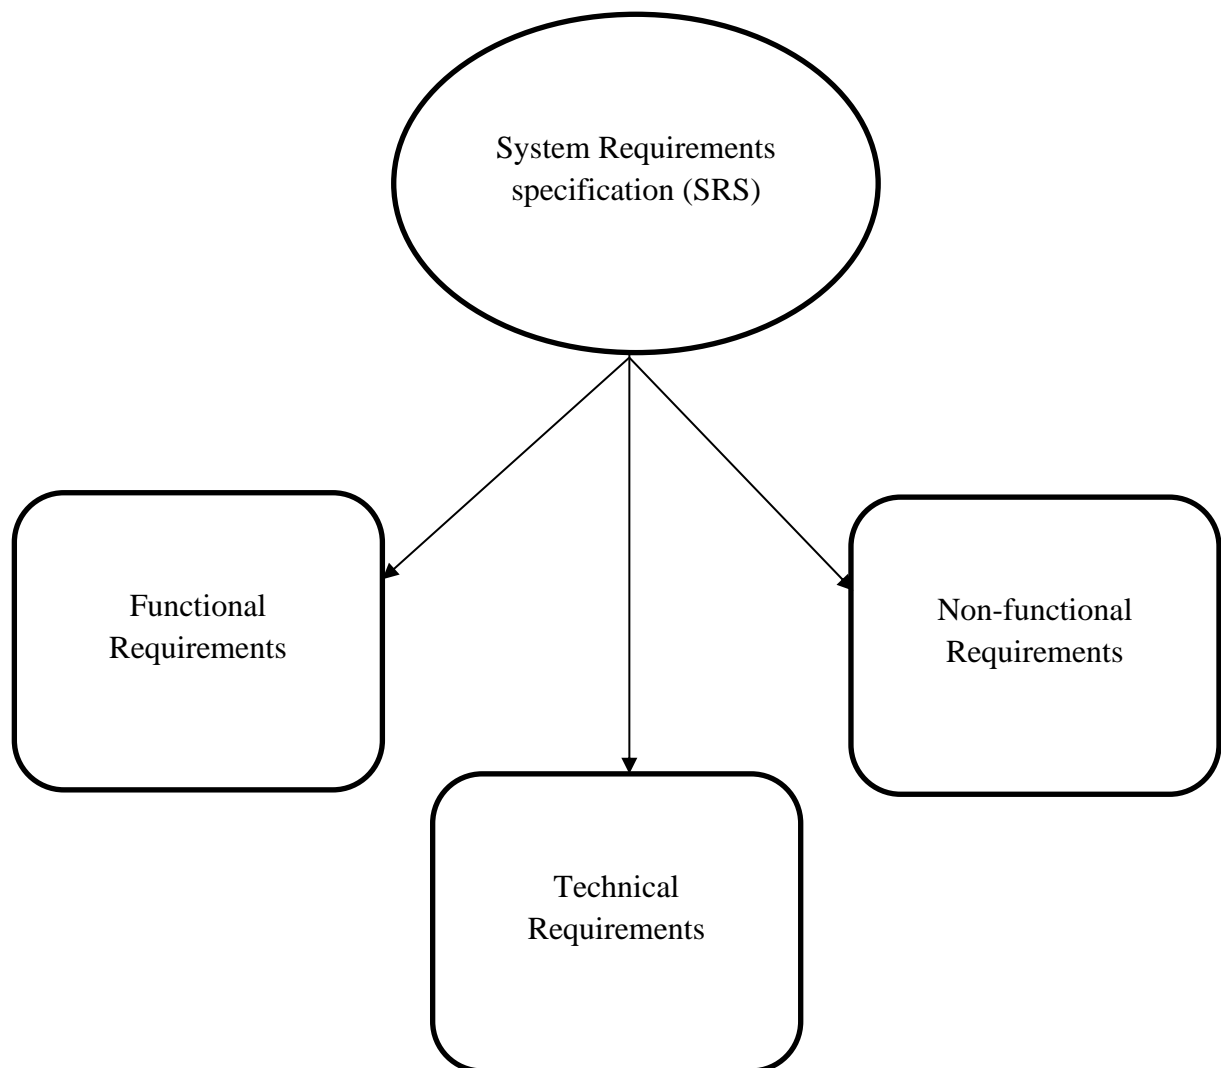 System Requirements
specification (SRS)
Functional
Requirements
Non-functional
Requirements
Technical
Requirements